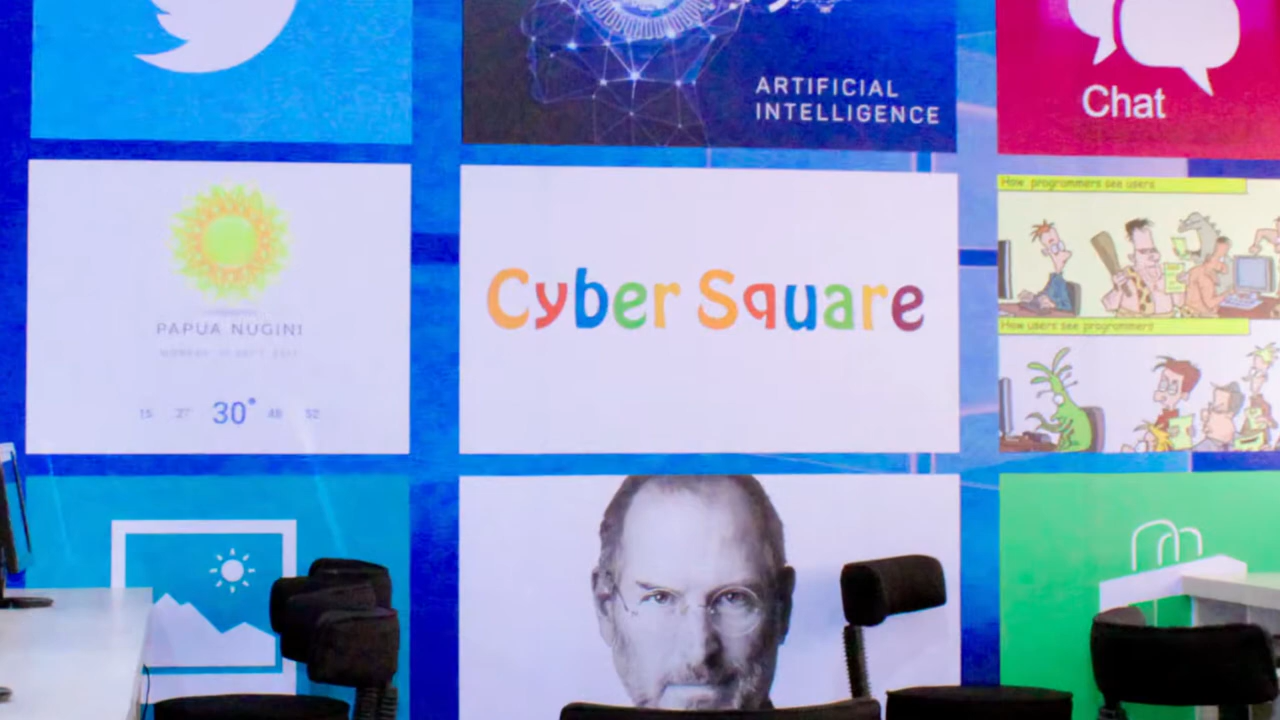 ARTIFICIAL
INTELLIGENCE
Chat
How programmers see users
PAPUA NUGINI
Cyber Square
How users see programmers
15 27 30° 48 52